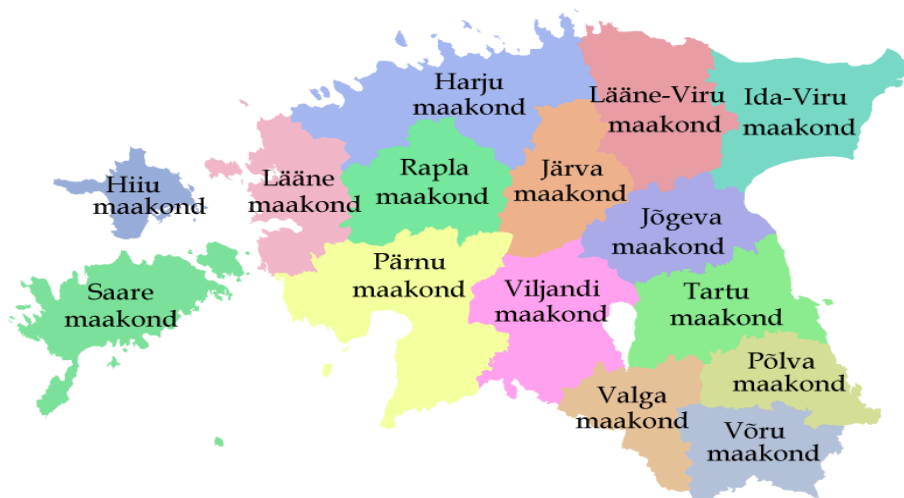 Harju
maakond
Lääne-Viru
maakond
Ida-Viru
maakond
Hiiu
maakond
Lääne
maakond
Rapla
maakond
Järva
maakond
Jõgeva
maakond
Saare
maakond
Pärnu
maakond
Viljandi
maakond
Tartu
maakond
Valga
maakond
Põlva
maakond
Võru
maakond